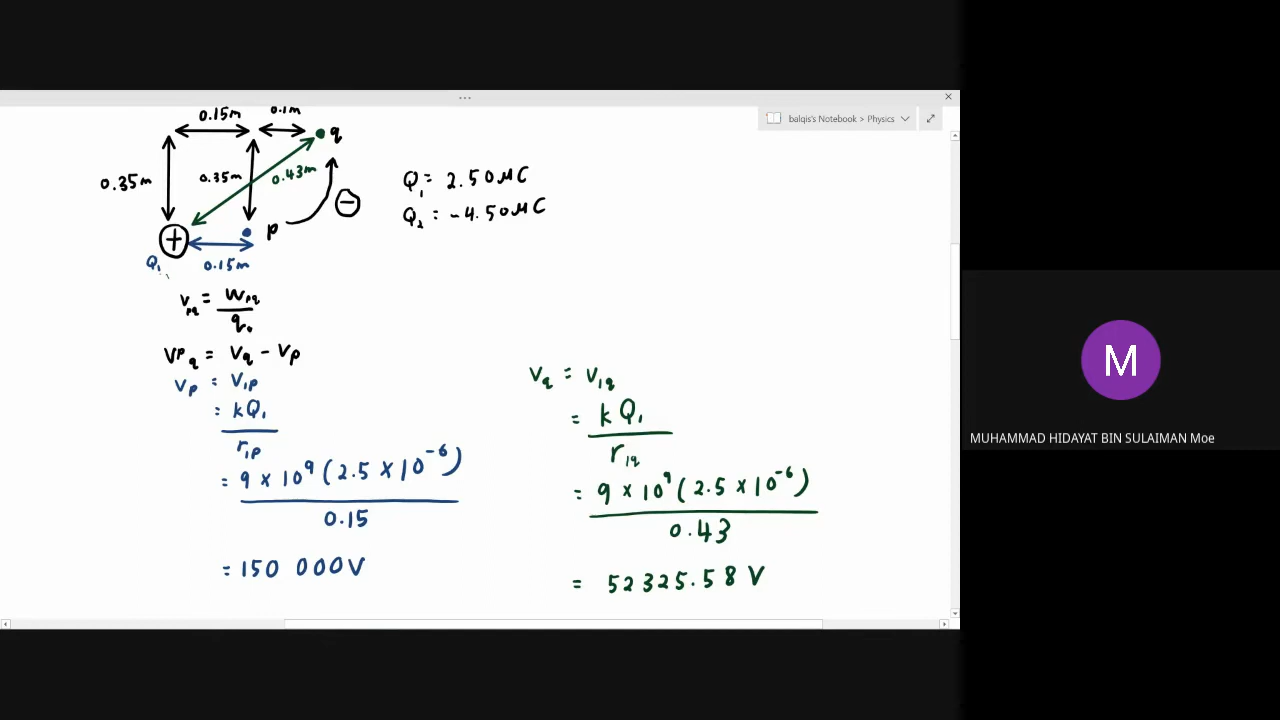 0.15m 0.1m
balqis's Notebook > Physics
q
0.35m 0.35m 0.43m
Q₁ = 2.50µC
Q₂ = -4.50µC
+ p −
Q₁ 0.15m
Vpq = Wpq / q₀
Vpq = Vq - Vp
Vp = V1p
= kQ₁ / r1p
= 9 × 10⁹ (2.5 × 10⁻⁶) / 0.15
= 150 000V
Vq = V1q
= kQ₁ / r1q
= 9 × 10⁹ (2.5 × 10⁻⁶) / 0.43
= 52325.58 V
M
MUHAMMAD HIDAYAT BIN SULAIMAN Moe